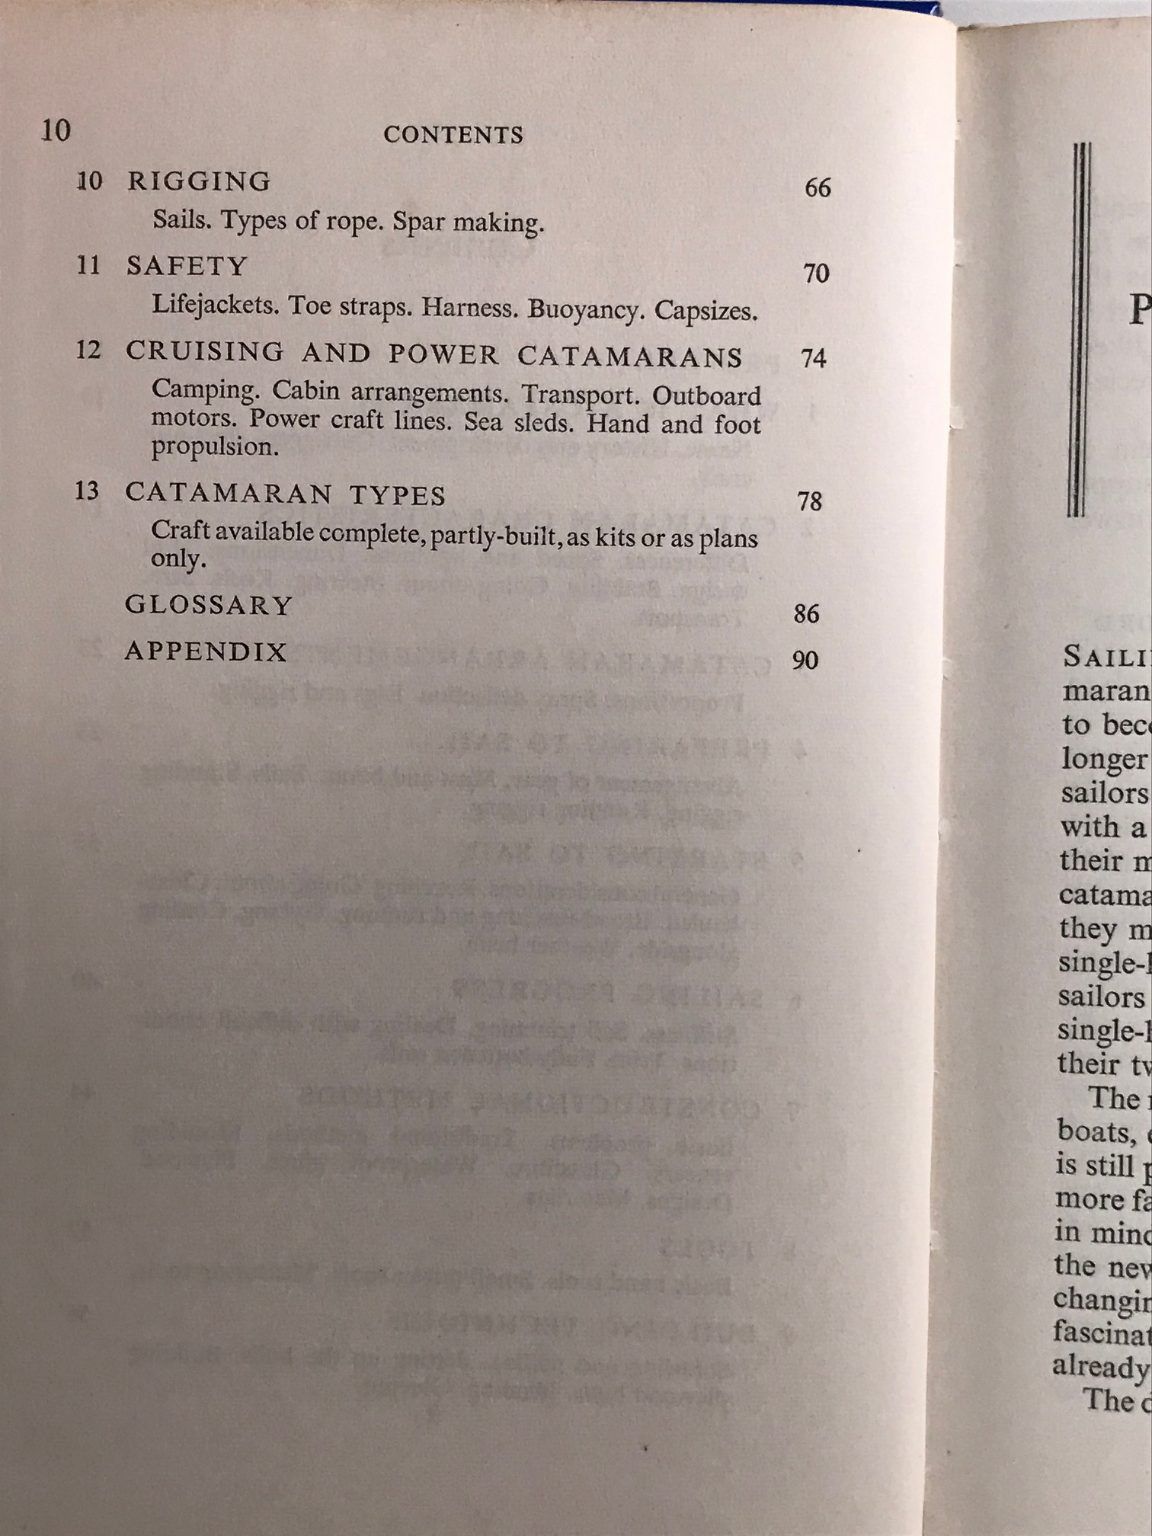 10 CONTENTS
10 RIGGING 66
Sails. Types of rope. Spar making.
11 SAFETY 70
Lifejackets. Toe straps. Harness. Buoyancy. Capsizes.
12 CRUISING AND POWER CATAMARANS 74
Camping. Cabin arrangements. Transport. Outboard
motors. Power craft lines. Sea sleds. Hand and foot
propulsion.
13 CATAMARAN TYPES 78
Craft available complete, partly-built, as kits or as plans
only.
GLOSSARY 86
APPENDIX 90
P
SAILI
maran
to bec
longer
sailors
with a
their m
catama
they m
single-
sailors
single-
their tw
The
boats,
is still
more fa
in mind
the new
changin
fascinat
already
The